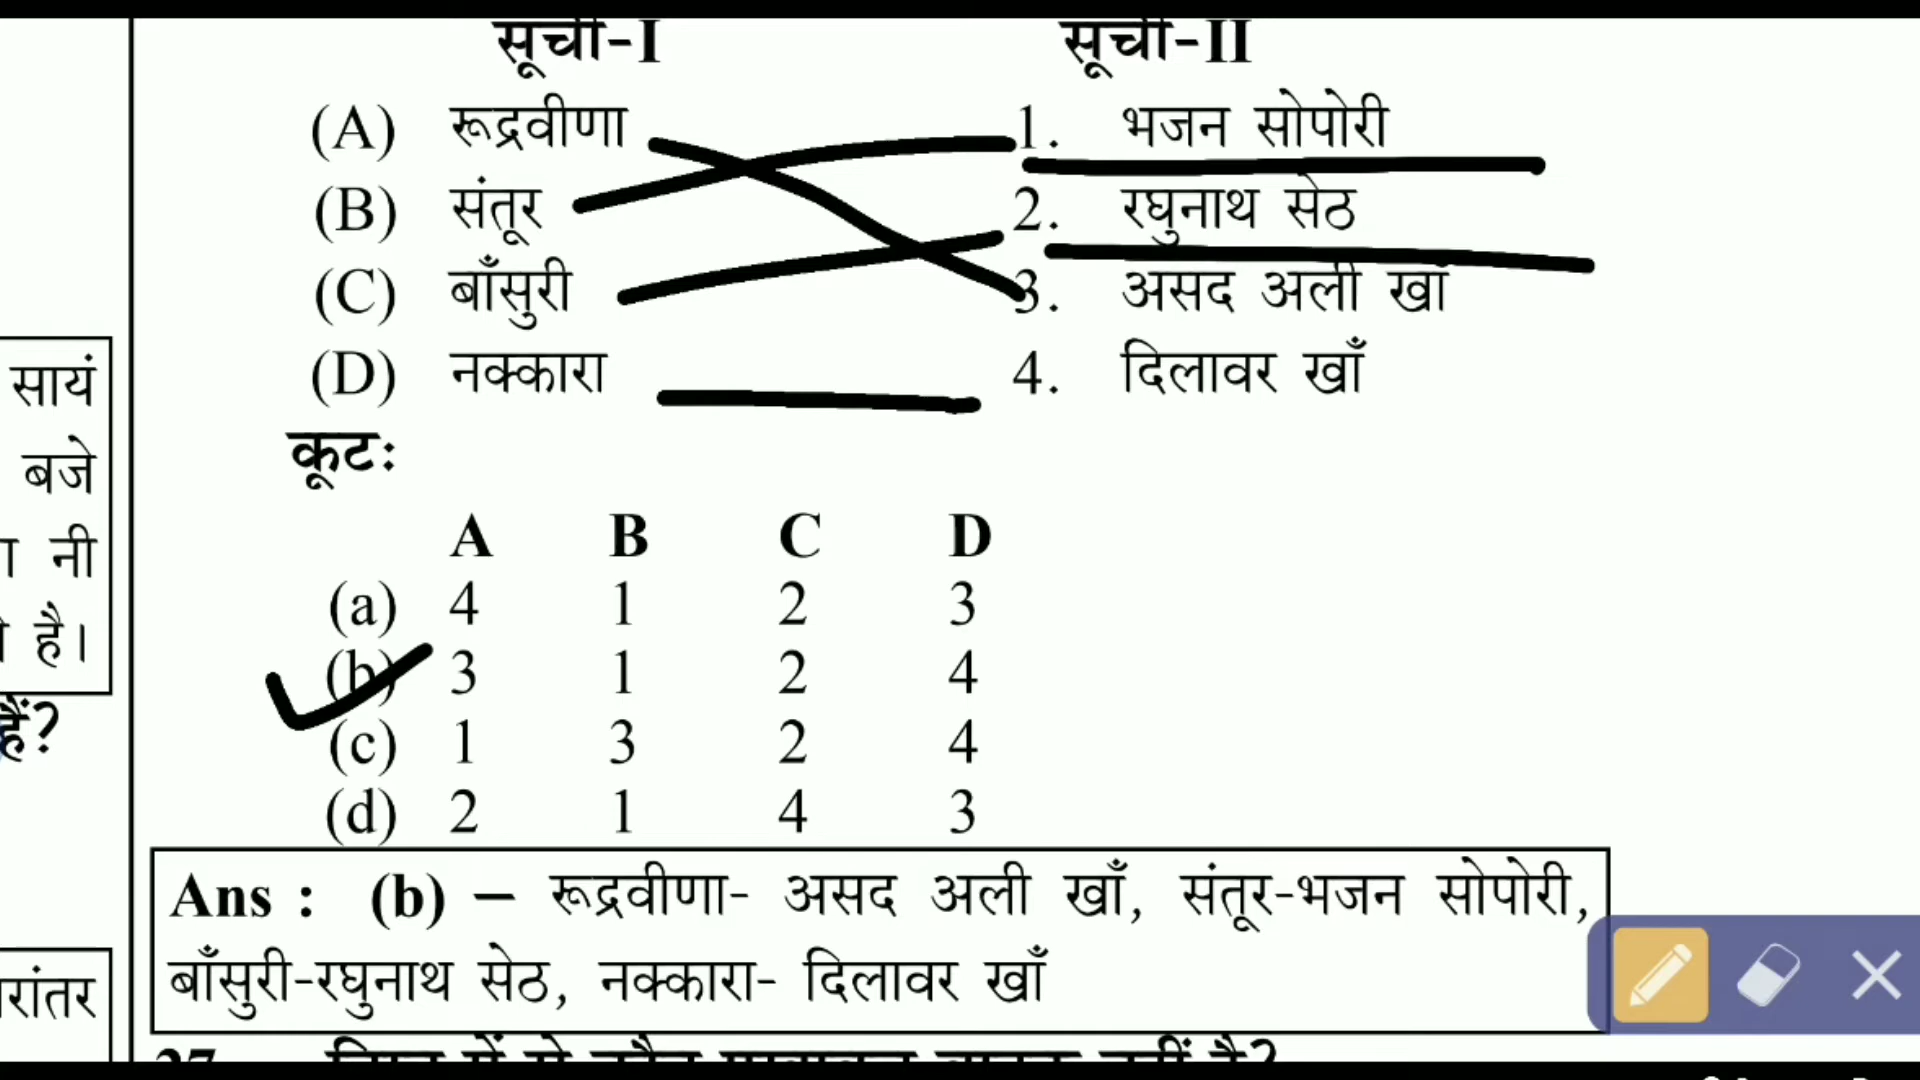 सूची-I सूची-II
(A) रूद्रवीणा 1. भजन सोपोरी
(B) संतूर 2. रघुनाथ सेठ
(C) बाँसुरी 3. असद अली खाँ
(D) नक्कारा 4. दिलावर खाँ
कूटः
A B C D
(a) 4 1 2 3
(b) 3 1 2 4
(c) 1 3 2 4
(d) 2 1 4 3
Ans : (b) – रूद्रवीणा- असद अली खाँ, संतूर-भजन सोपोरी,
बाँसुरी-रघुनाथ सेठ, नक्कारा- दिलावर खाँ
सायं
बजे
नी
है।
हैं?